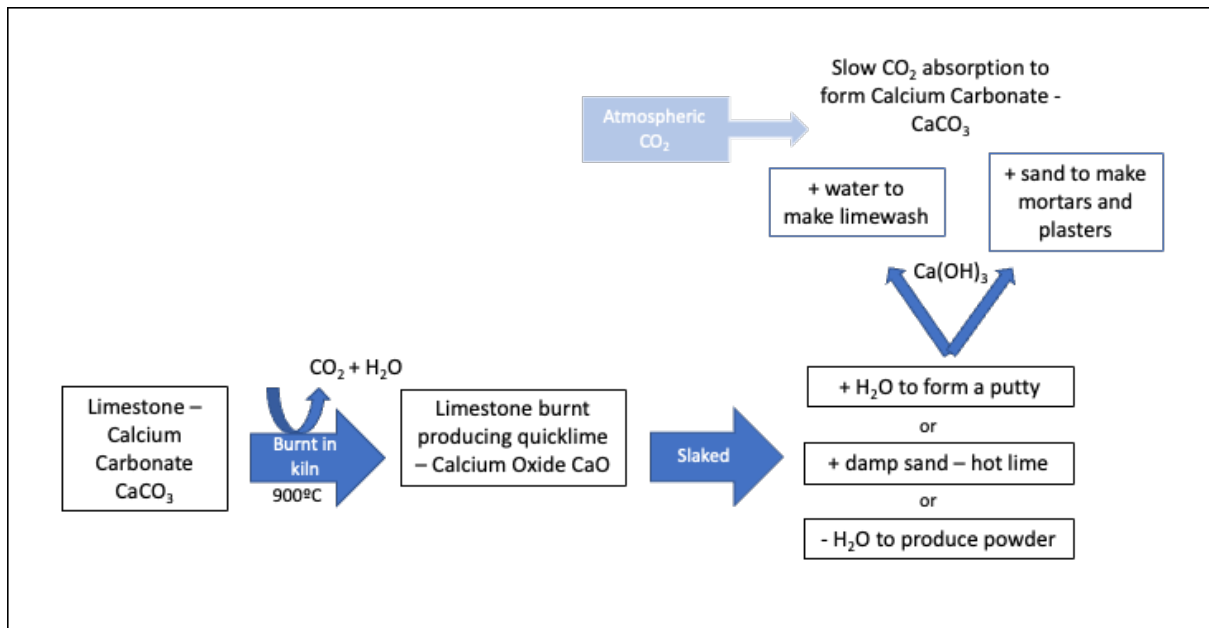 Slow CO₂ absorption to
form Calcium Carbonate -
CaCO₃
Atmospheric
CO₂
+ water to
make limewash
+ sand to make
mortars and
plasters
Ca(OH)₃
CO₂ + H₂O
Limestone –
Calcium
Carbonate
CaCO₃
Burnt in
kiln
900ºC
Limestone burnt
producing quicklime
– Calcium Oxide CaO
Slaked
+ H₂O to form a putty
or
+ damp sand – hot lime
or
- H₂O to produce powder